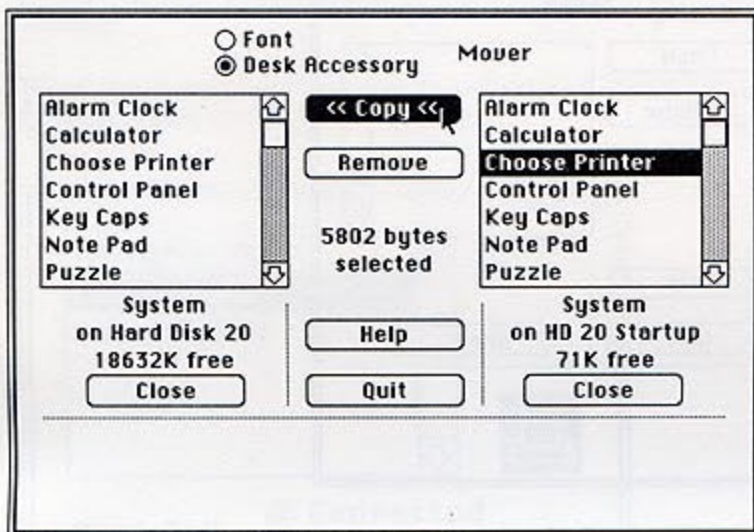 Font
Desk Accessory
Mover
Alarm Clock
Calculator
Choose Printer
Control Panel
Key Caps
Note Pad
Puzzle
<< Copy <<
Remove
5802 bytes
selected
Alarm Clock
Calculator
Choose Printer
Control Panel
Key Caps
Note Pad
Puzzle
System
on Hard Disk 20
18632K free
Close
Help
Quit
System
on HD 20 Startup
71K free
Close